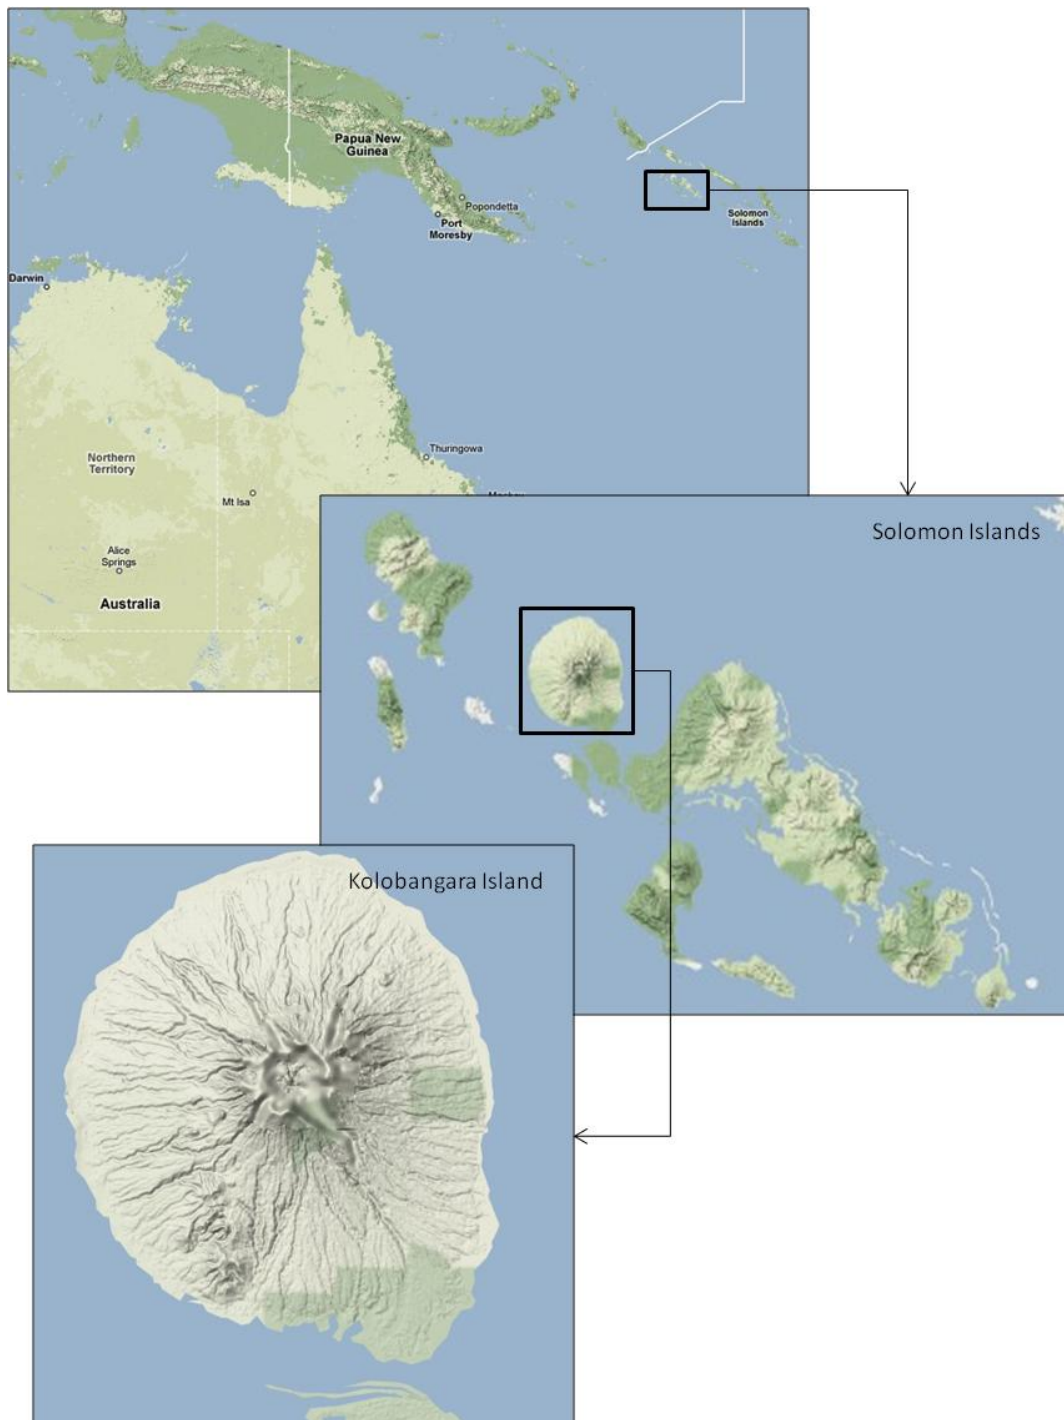 Papua New
Guinea
Popondetta
Port
Moresby
Solomon
Islands
Darwin
Thuringowa
Northern
Territory
Mt Isa
Mackay
Alice
Springs
Australia
Solomon Islands
Kolobangara Island